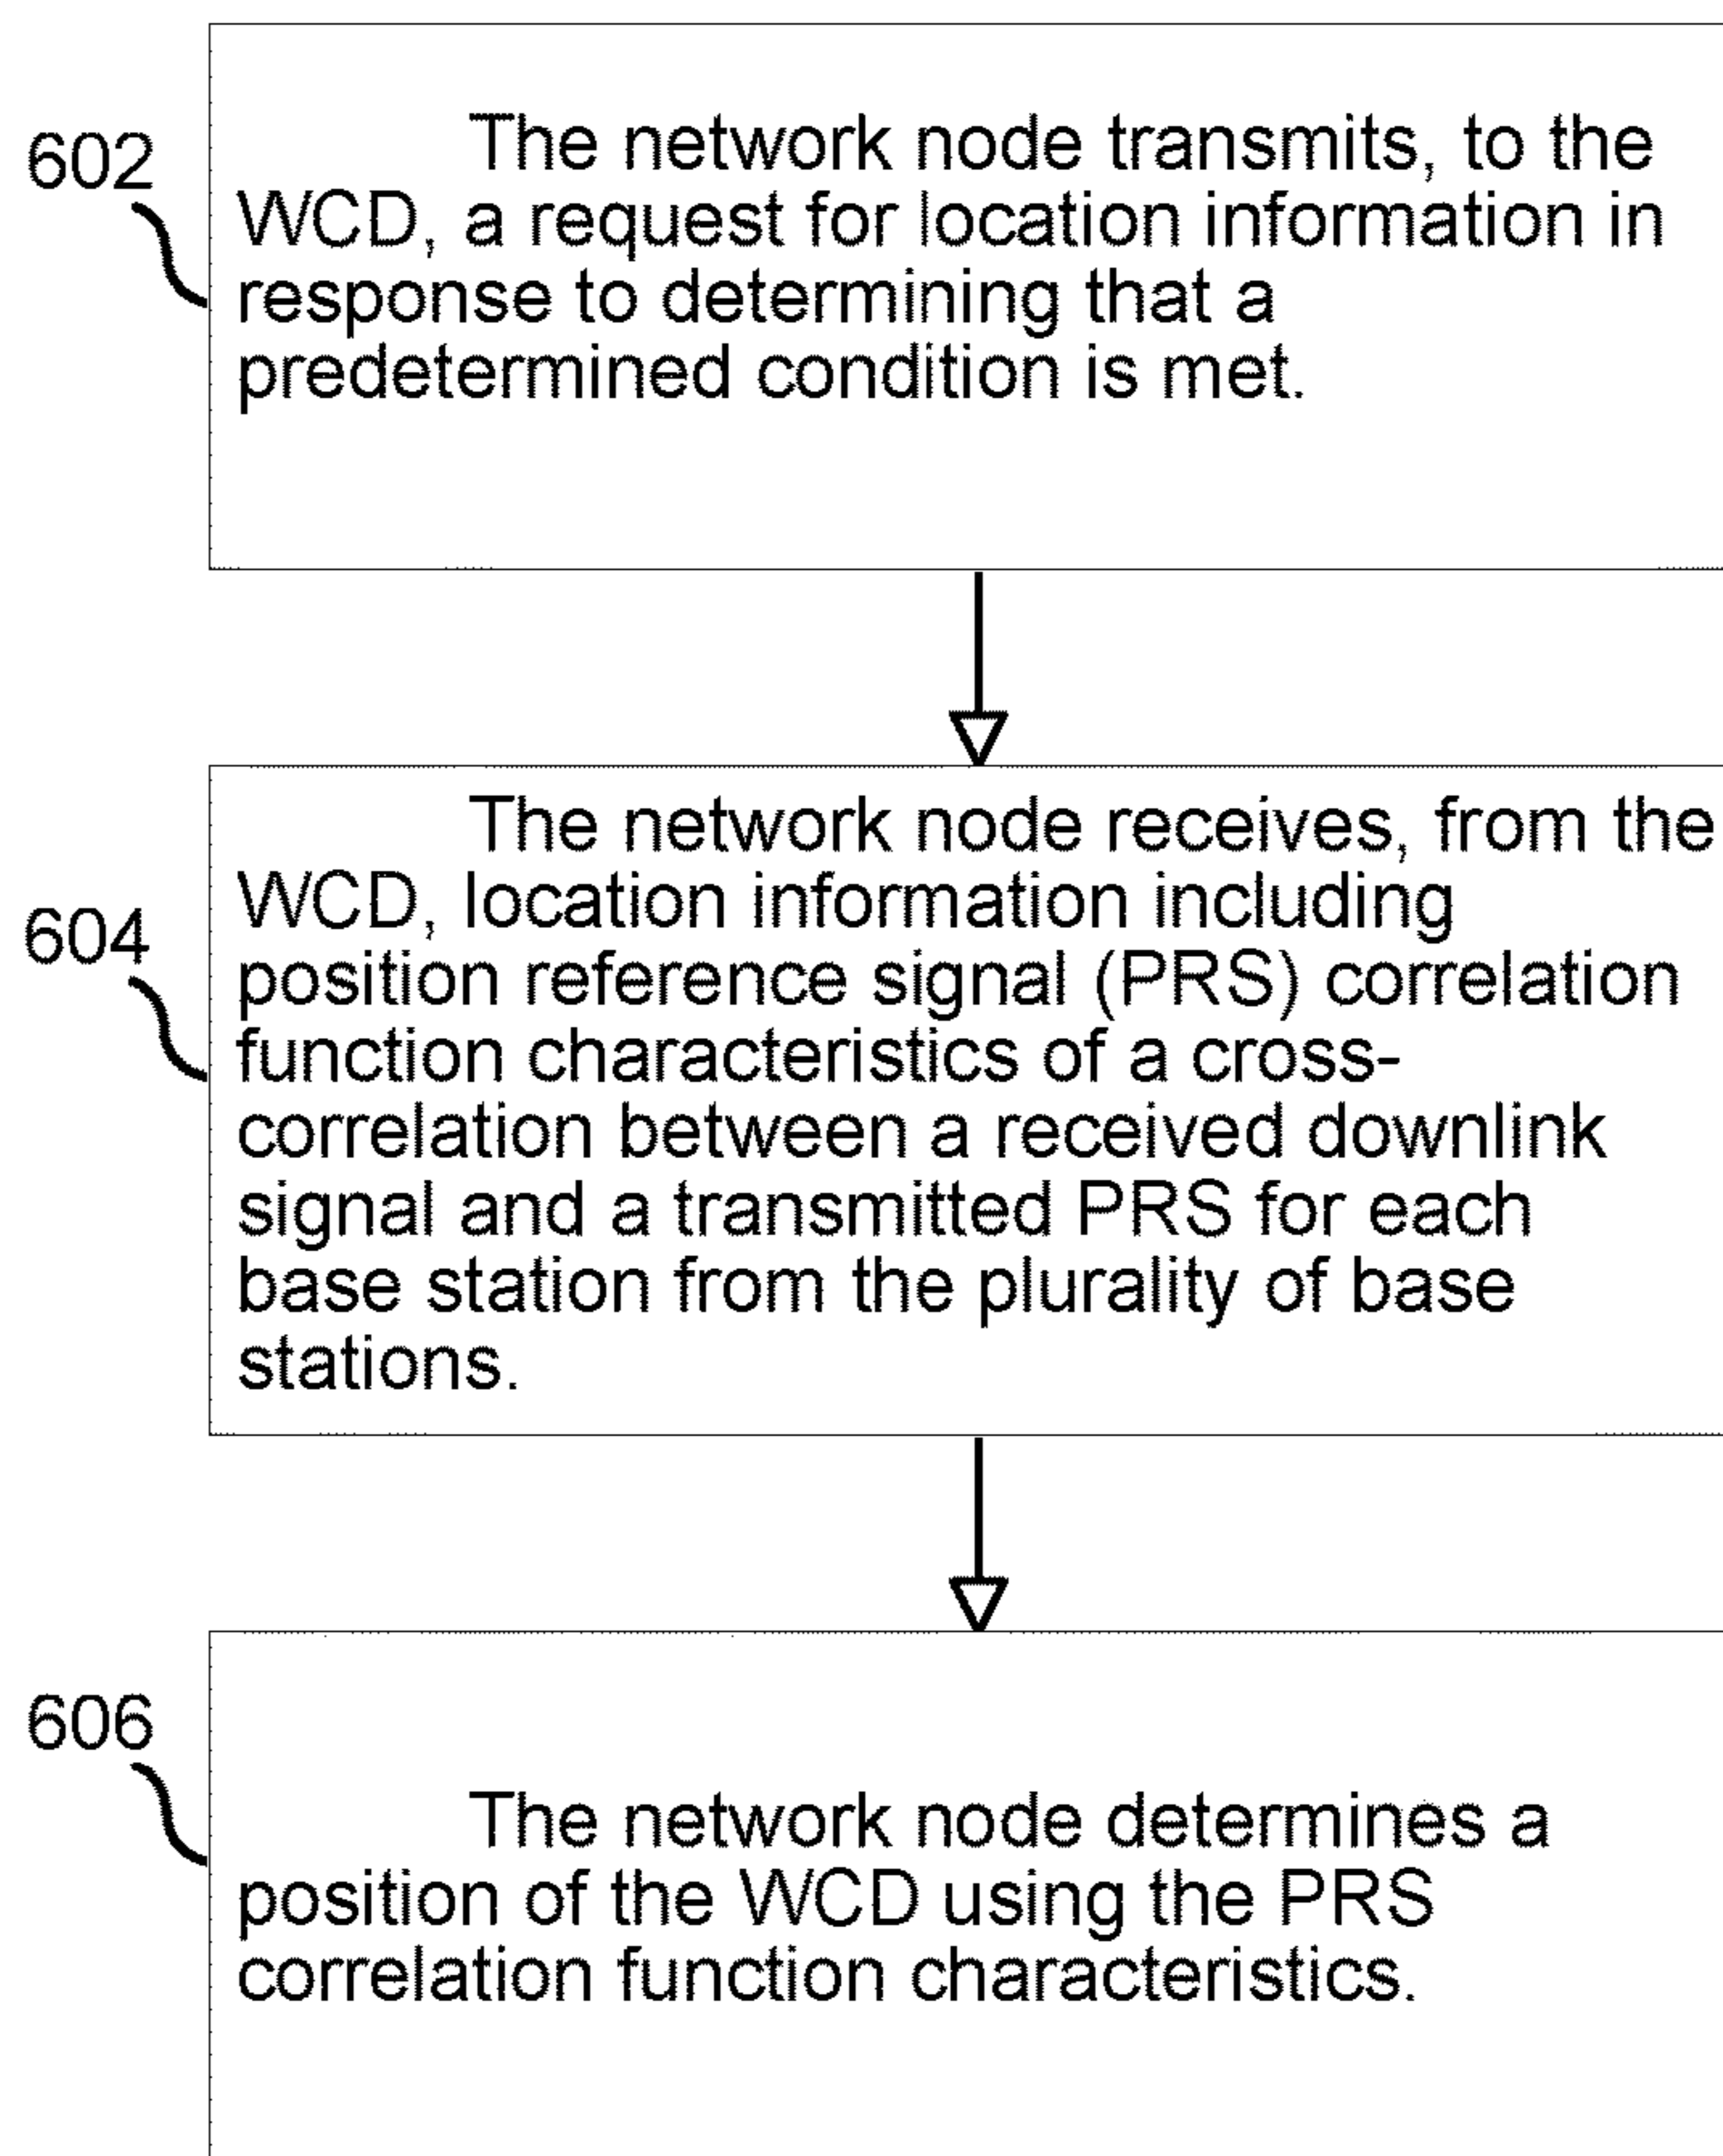 602
The network node transmits, to the
WCD, a request for location information in
response to determining that a
predetermined condition is met.
604
The network node receives, from the
WCD, location information including
position reference signal (PRS) correlation
function characteristics of a cross-
correlation between a received downlink
signal and a transmitted PRS for each
base station from the plurality of base
stations.
606
The network node determines a
position of the WCD using the PRS
correlation function characteristics.